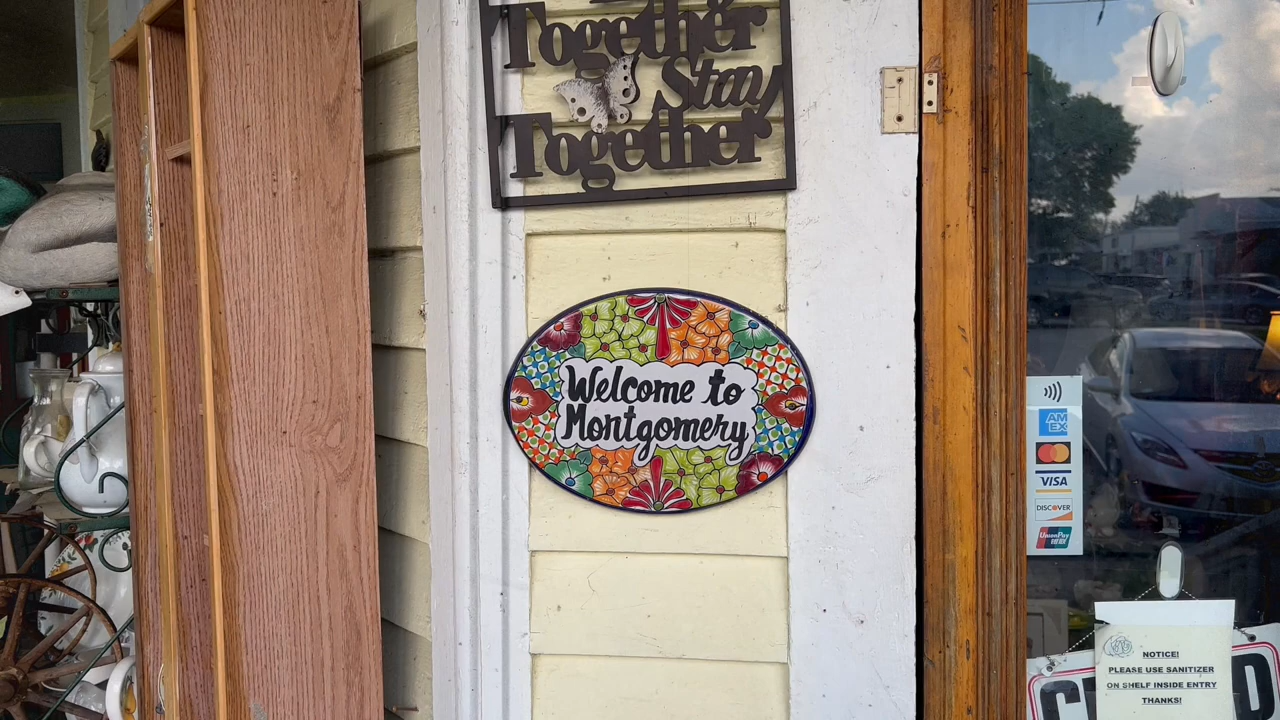 Together
Stay
Together
Welcome to
Montgomery
AM
EX
VISA
DISCOVER
UnionPay
NOTICE!
PLEASE USE SANITIZER
ON SHELF INSIDE ENTRY
THANKS!